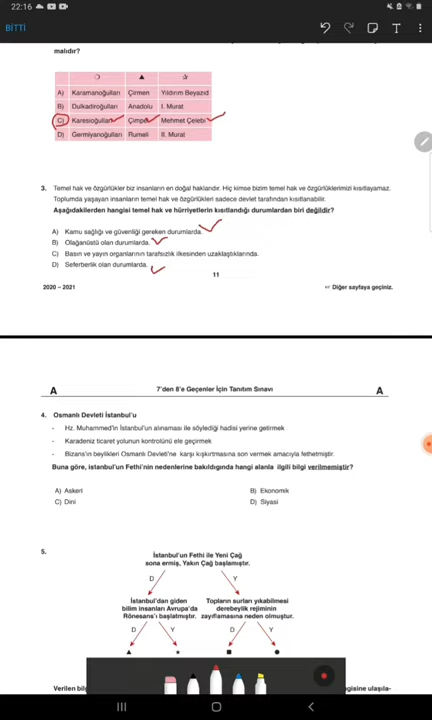 22:16
BİTTİ
T
malıdır?
A) Karamanoğulları Çirmen Yıldırım Beyazıd
B) Dulkadiroğulları Anadolu I. Murat
C) Karesioğulları Çimpe Mehmet Çelebi
D) Germiyanoğulları Rumeli II. Murat
3. Temel hak ve özgürlükler biz insanların en doğal haklarıdır. Hiç kimse bizim temel hak ve özgürlüklerimizi kısıtlayamaz.
Toplumda yaşayan insanların temel hak ve özgürlükleri sadece devlet tarafından kısıtlanabilir.
Aşağıdakilerden hangisi temel hak ve hürriyetlerin kısıtlandığı durumlardan biri değildir?
A) Kamu sağlığı ve güvenliği gereken durumlarda.
B) Olağanüstü olan durumlarda.
C) Basın ve yayın organlarının tarafsızlık ilkesinden uzaklaştıklarında.
D) Seferberlik olan durumlarda.
11
2020 – 2021
Diğer sayfaya geçiniz.
A 7'den 8'e Geçenler İçin Tanıtım Sınavı A
4. Osmanlı Devleti İstanbul'u
- Hz. Muhammed'in İstanbul'un alınaması ile söylediği hadisi yerine getirmek
- Karadeniz ticaret yolunun kontrolünü ele geçirmek
- Bizans'ın beylikleri Osmanlı Devleti'ne karşı kışkırtmasına son vermek amacıyla fethetmiştir.
Buna göre, istanbul'un Fethi'nin nedenlerine bakıldığında hangi alanla ilgili bilgi verilmemiştir?
A) Askeri B) Ekonomik
C) Dini D) Siyasi
5.
İstanbul'un Fethi ile Yeni Çağ
sona ermiş, Yakın Çağ başlamıştır.
D Y
İstanbul'dan giden Topların surları yıkabilmesi
bilim insanları Avrupa'da derebeylik rejiminin
Rönesans'ı başlatmıştır. zayıflamasına neden olmuştur.
D Y D Y
Verilen bilg